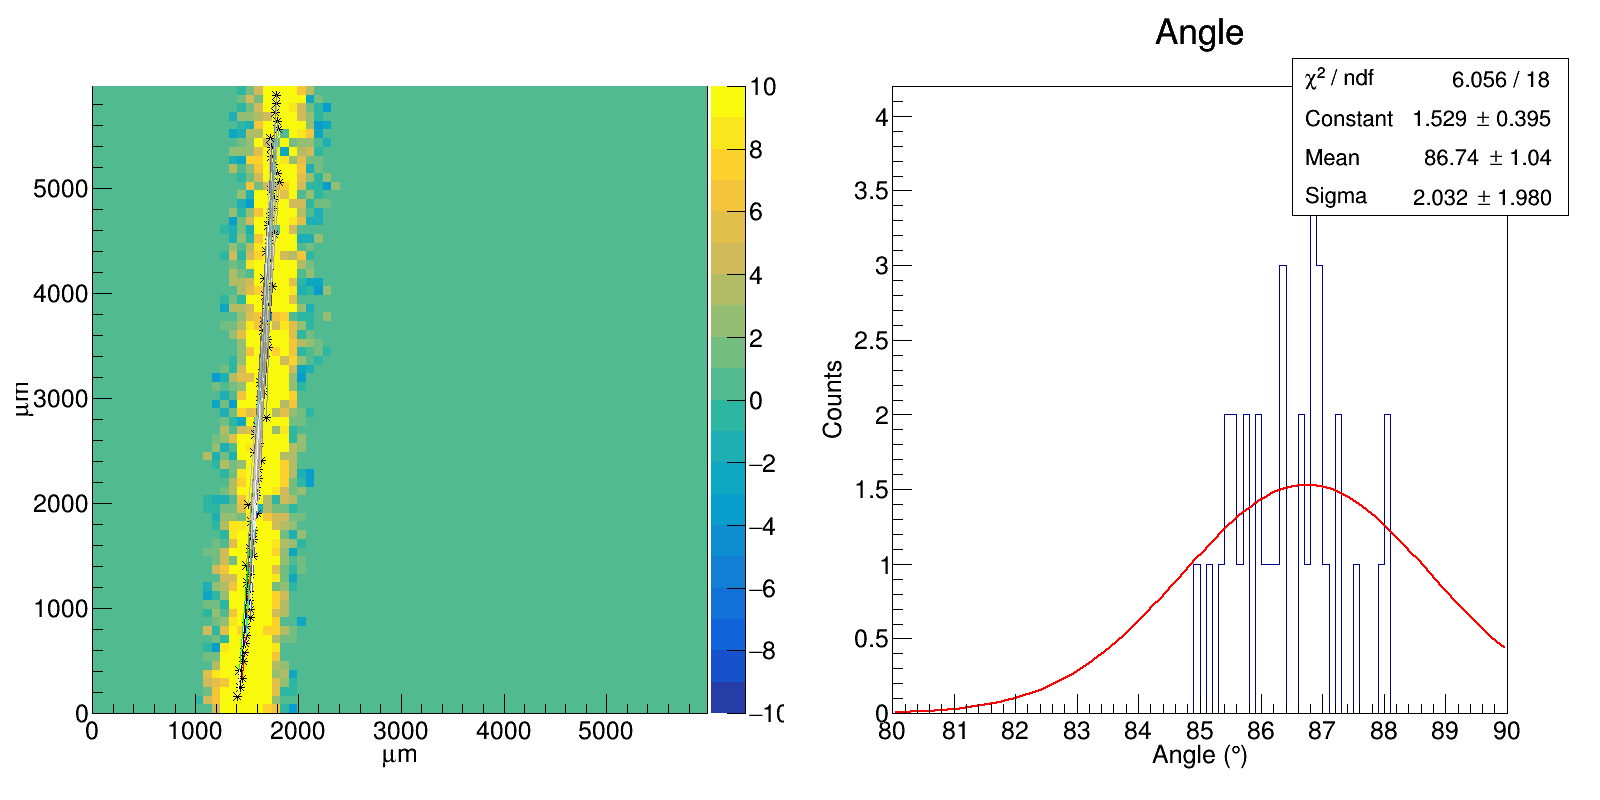 Angle
χ² / ndf 6.056 / 18
Constant 1.529 ± 0.395
Mean 86.74 ± 1.04
Sigma 2.032 ± 1.980
μm
5000
4000
3000
2000
1000
0
0 1000 2000 3000 4000 5000
μm
10
8
6
4
2
0
−2
−4
−6
−8
−10
Counts
4
3.5
3
2.5
2
1.5
1
0.5
0
80 81 82 83 84 85 86 87 88 89 90
Angle (°)